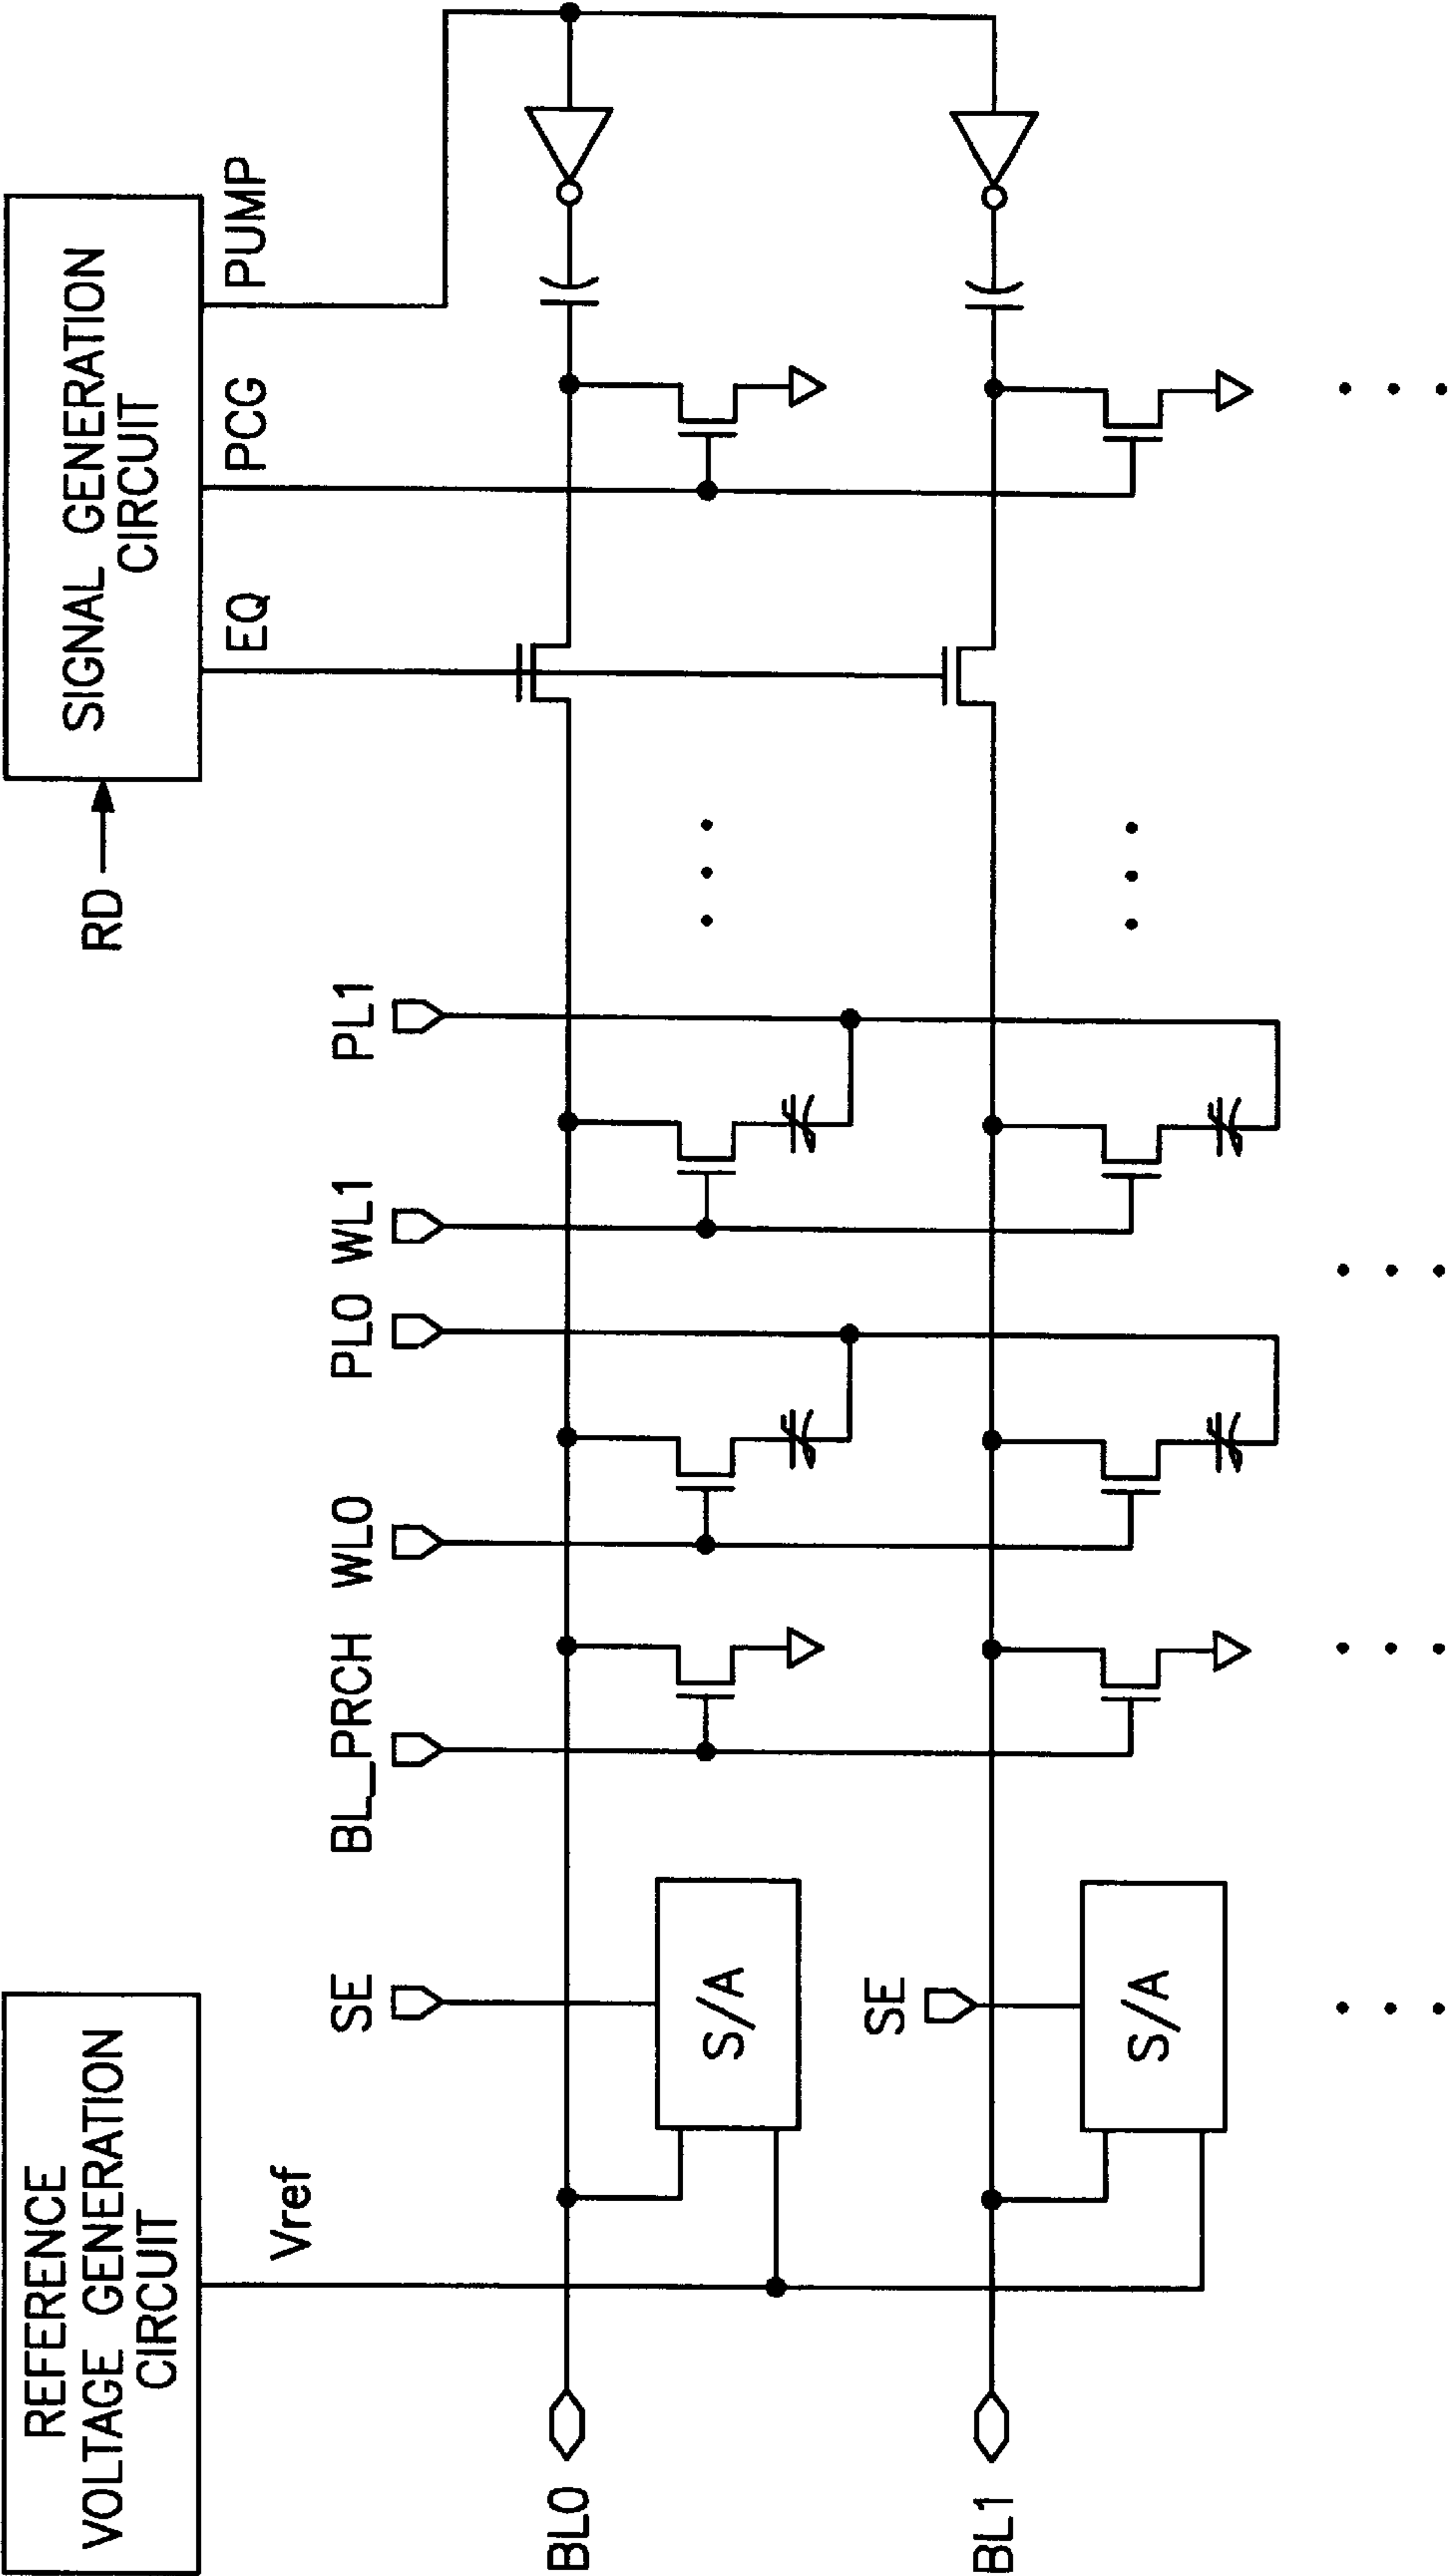 REFERENCE
VOLTAGE GENERATION
CIRCUIT
RD
SIGNAL GENERATION
CIRCUIT
Vref
EQ
PCG
PUMP
SE
BL_PRCH
WL0
PL0
WL1
PL1
BL0
S/A
SE
BL1
S/A